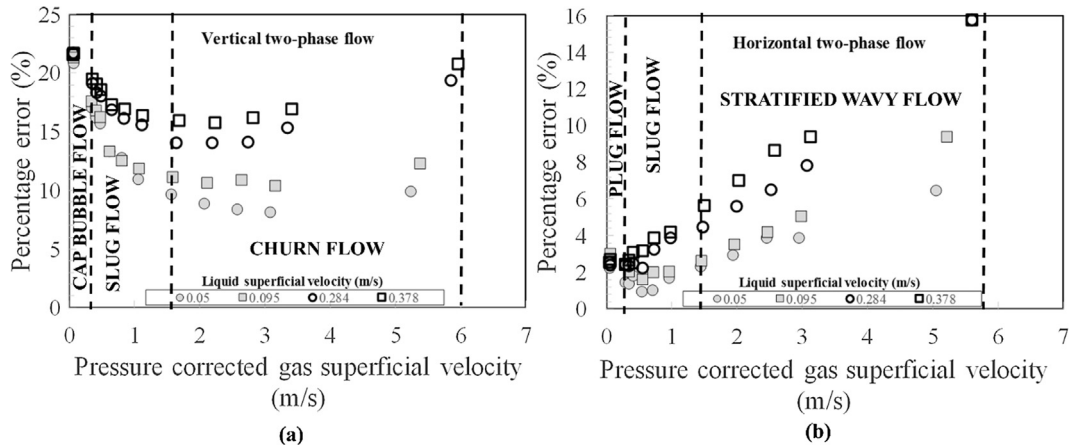 (a)
25
20
15
10
5
0
0 1 2 3 4 5 6 7
Percentage error (%)
Vertical two-phase flow
CAP BUBBLE FLOW
SLUG FLOW
CHURN FLOW
Liquid superficial velocity (m/s)
0.05 0.095 0.284 0.378
Pressure corrected gas superficial velocity
(m/s)
(a)
(b)
16
14
12
10
8
6
4
2
0
0 1 2 3 4 5 6 7
Percentage error (%)
Horizontal two-phase flow
PLUG FLOW
SLUG FLOW
STRATIFIED WAVY FLOW
Liquid superficial velocity (m/s)
0.05 0.095 0.284 0.378
Pressure corrected gas superficial velocity
(m/s)
(b)